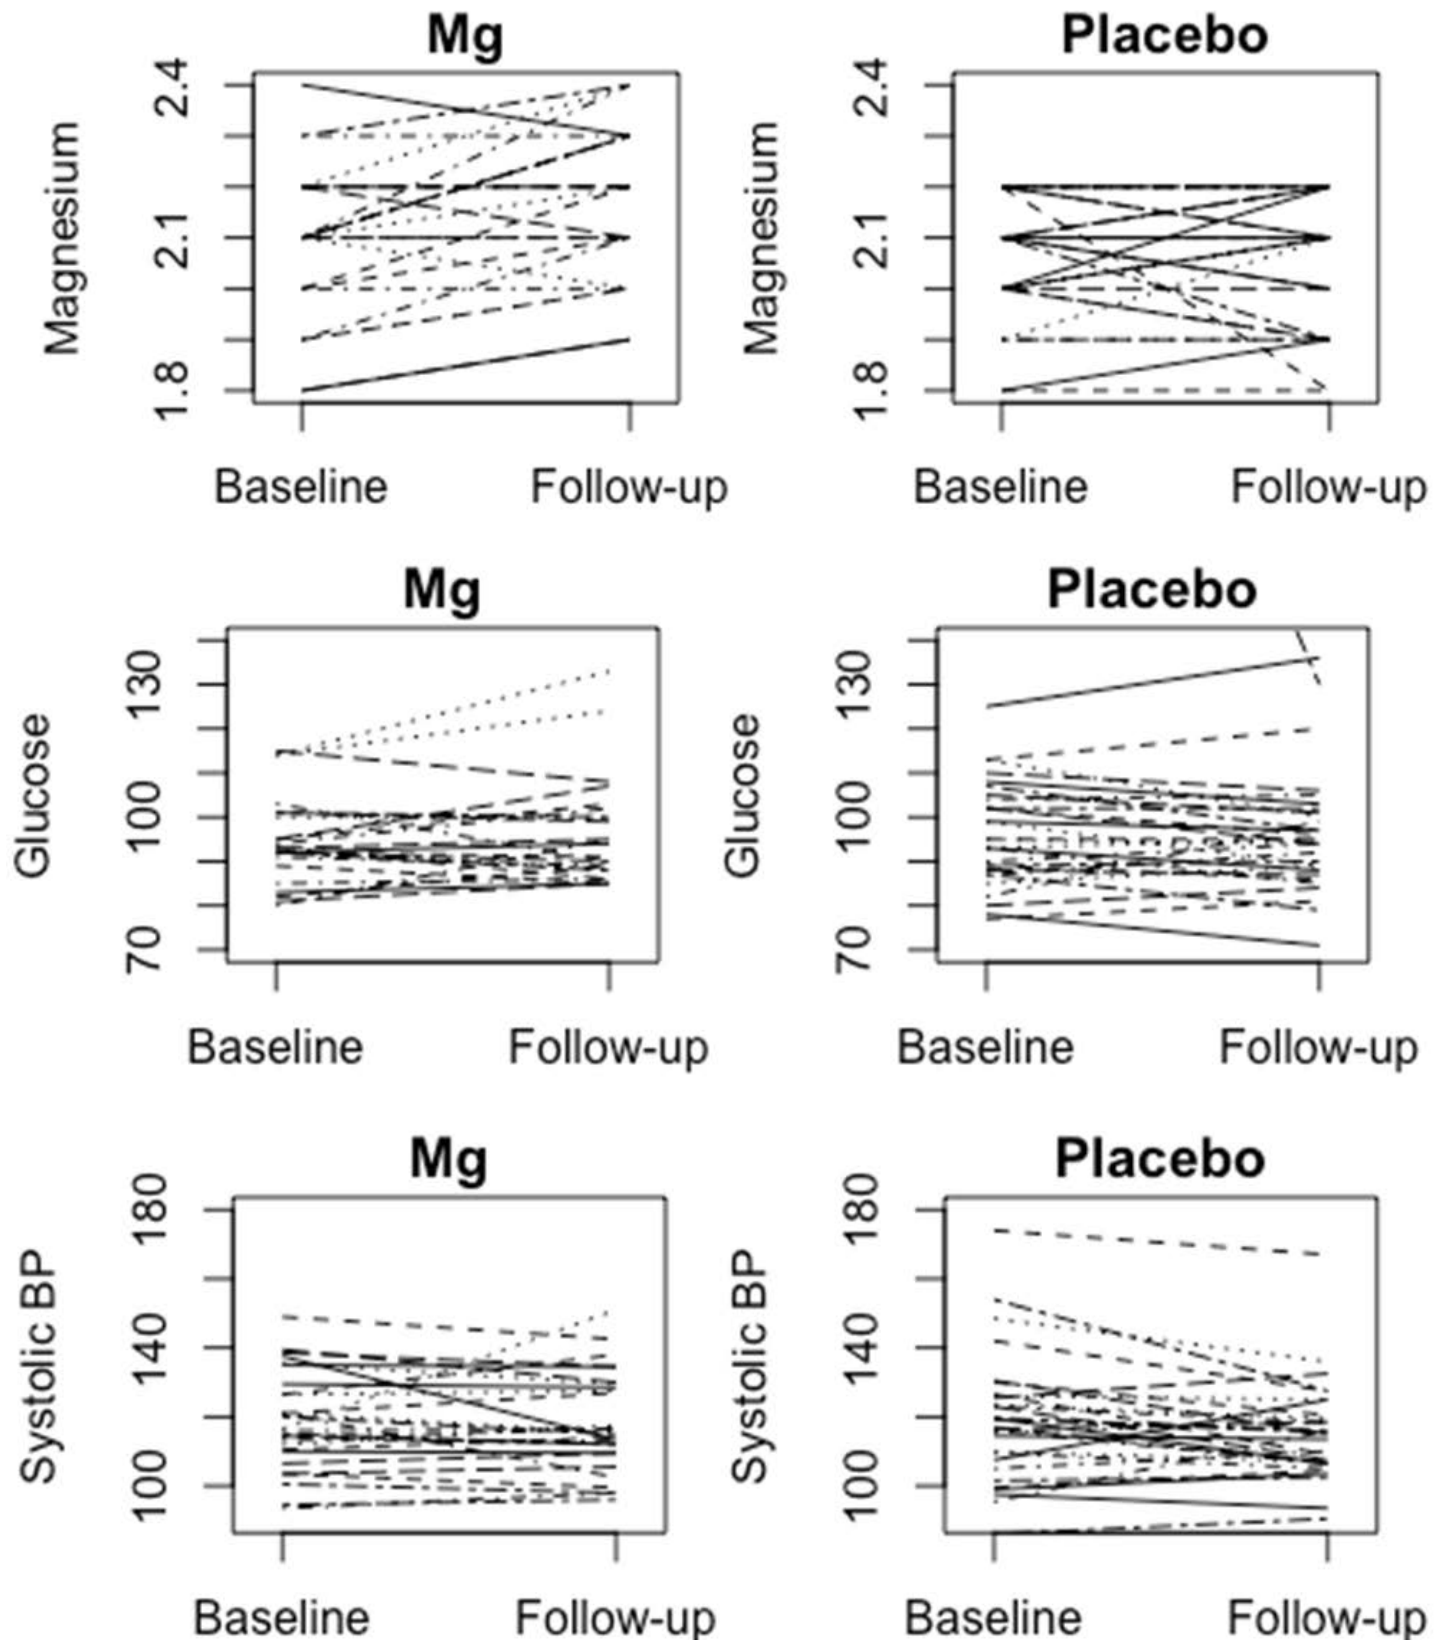 Mg Placebo
Magnesium 2.4 2.1 1.8 Magnesium 2.4 2.1 1.8
Baseline Follow-up Baseline Follow-up
Mg Placebo
Glucose 130 100 70 Glucose 130 100 70
Baseline Follow-up Baseline Follow-up
Mg Placebo
Systolic BP 180 140 100 Systolic BP 180 140 100
Baseline Follow-up Baseline Follow-up